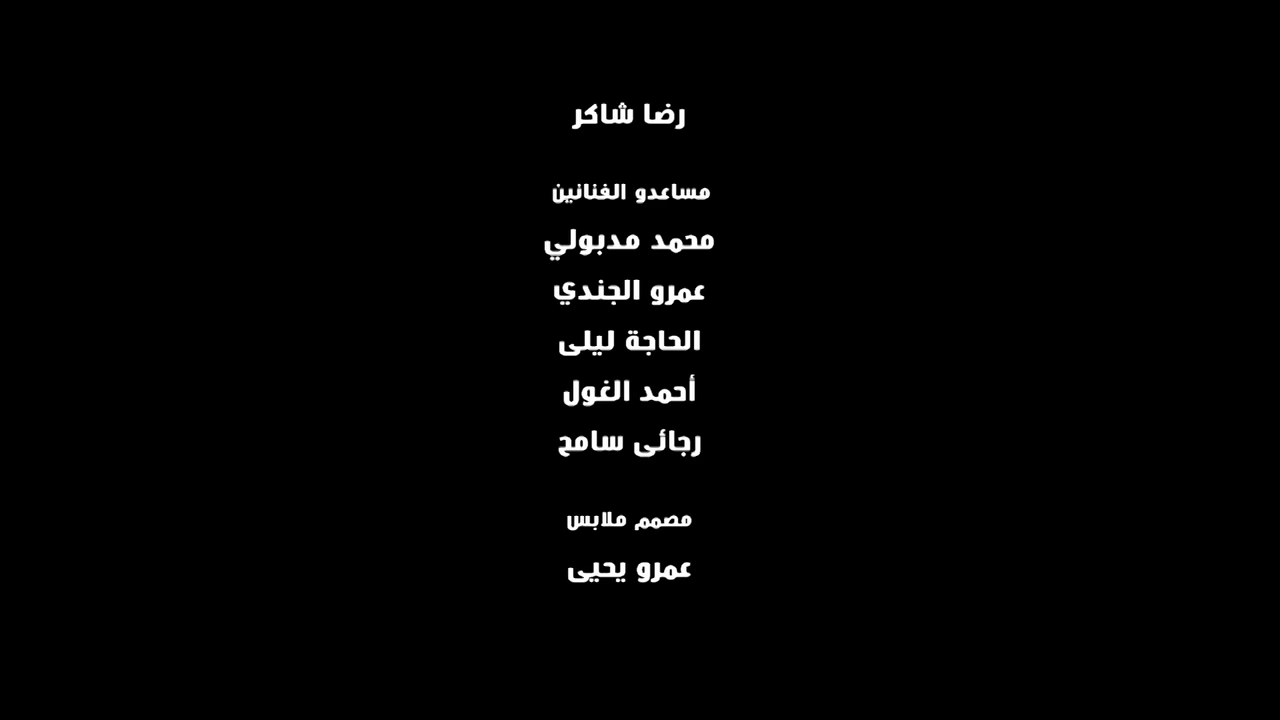 رضا شاكر
مساعدو الفنانين
محمد مدبولي
عمرو الجندي
الحاجة ليلى
أحمد الغول
رجائى سامح
مصمم ملابس
عمرو يحيى